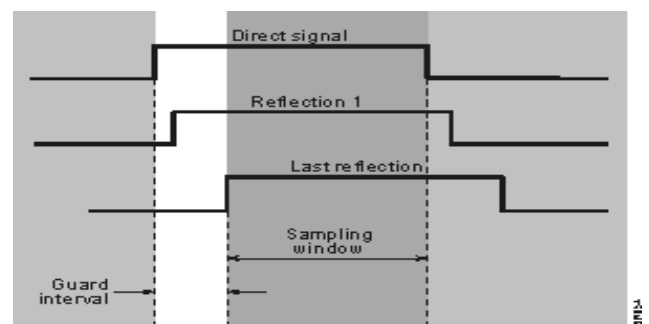 Direct signal
Reflection 1
Last reflection
Sampling
window
Guard
interval